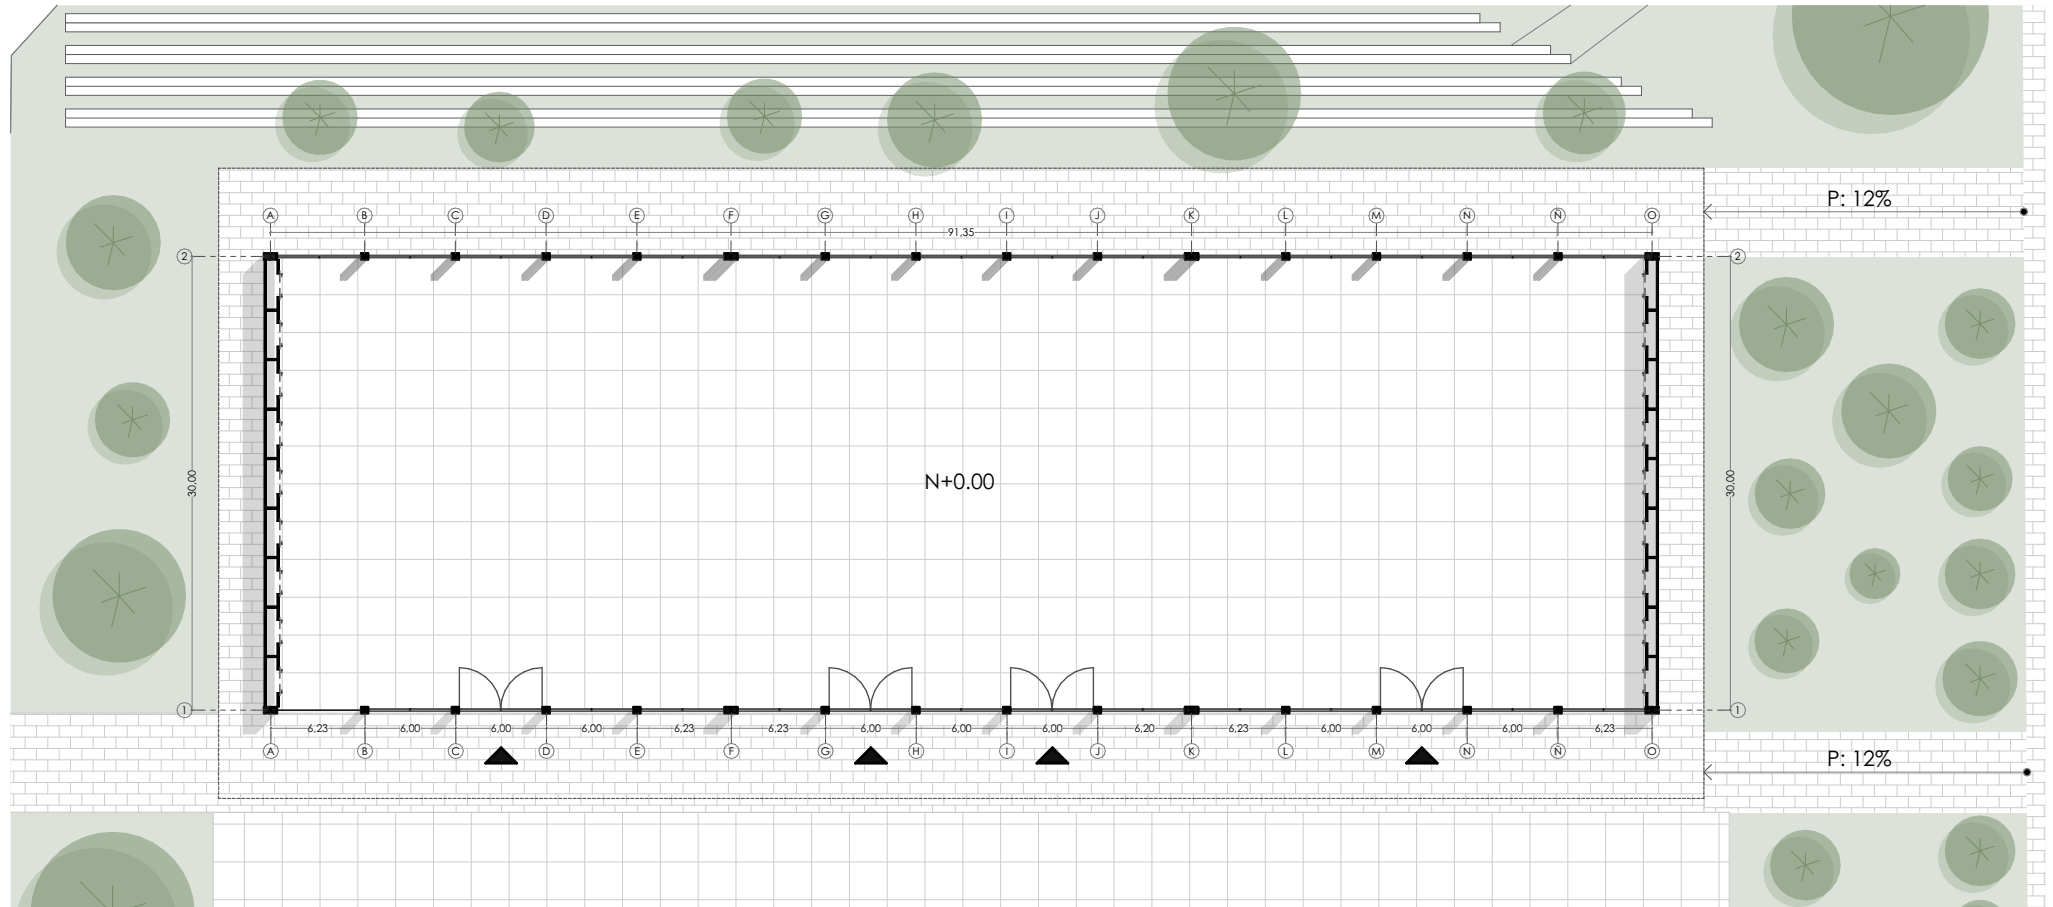 P: 12%
A B C D E F G H I J K L M N Ñ O
91,35
2 2
30,00 30,00
N+0.00
1 1
6,23 6,00 6,00 6,00 6,23 6,23 6,00 6,00 6,00 6,20 6,23 6,00 6,00 6,00 6,23
A B C D E F G H I J K L M N Ñ O
P: 12%